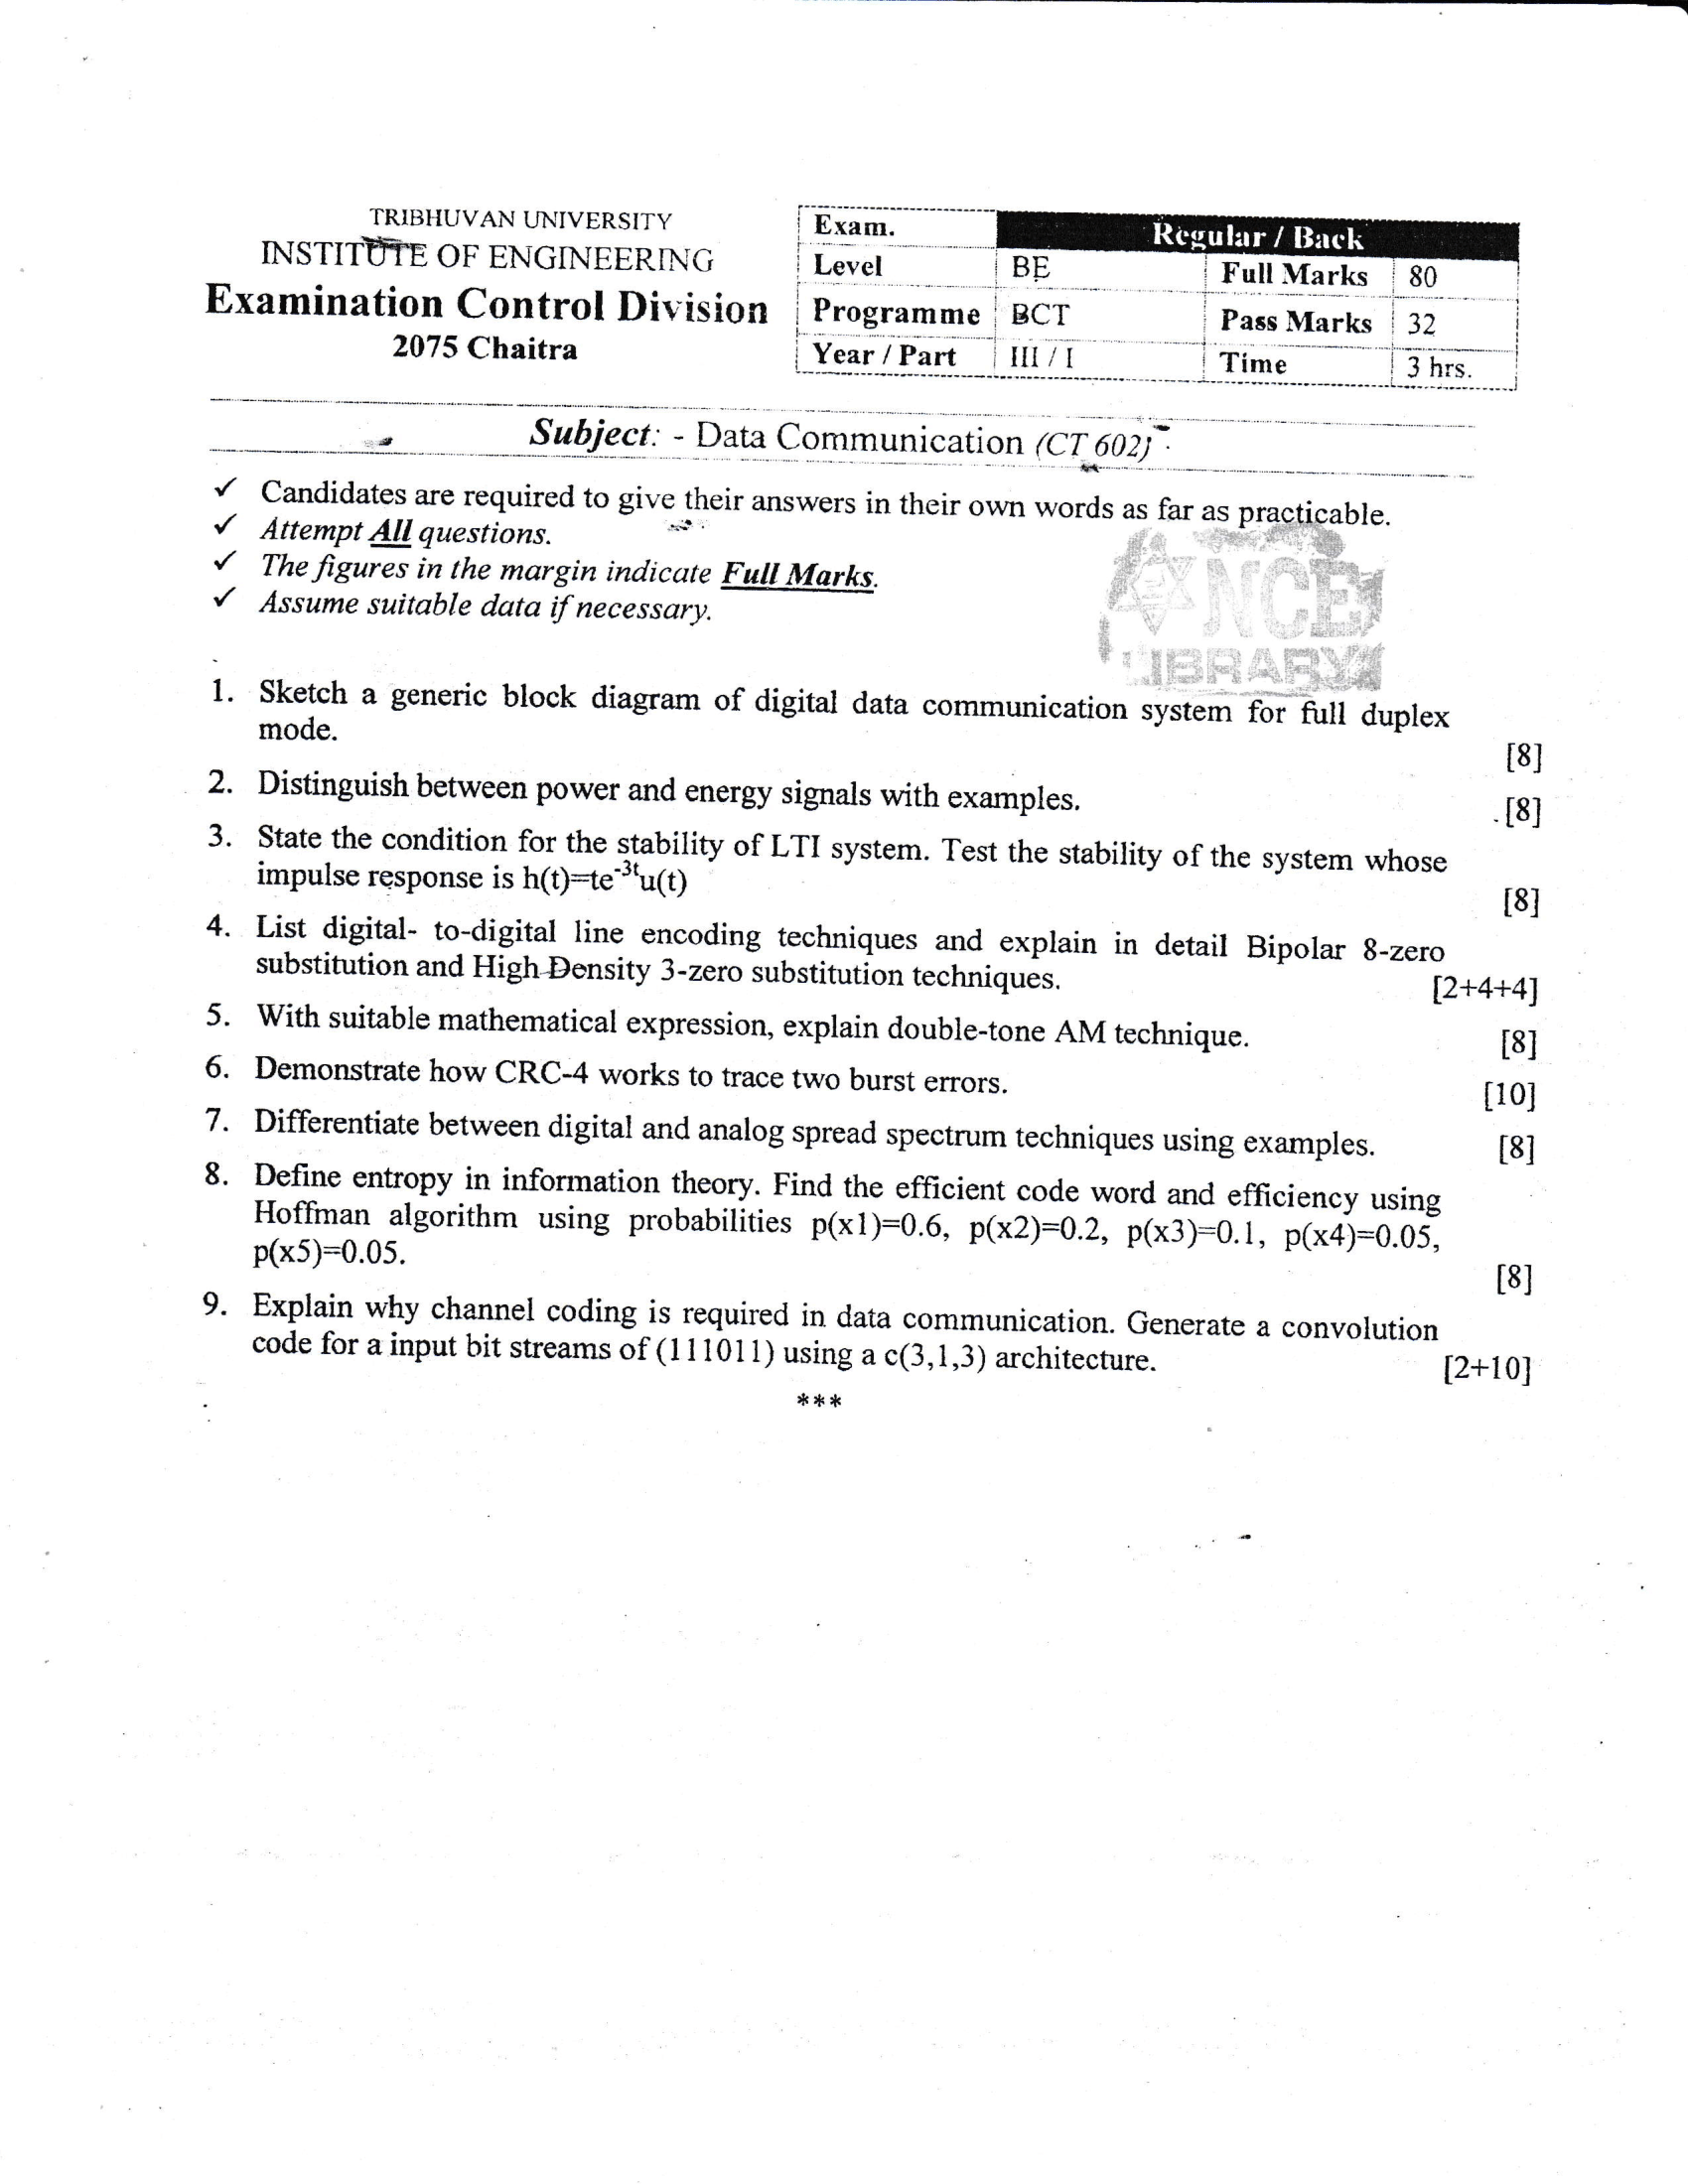 TRIBHUVAN UNIVERSITY
INSTITUTE OF ENGINEERING
Examination Control Division
2075 Chaitra
Exam. Regular / Back
Level BE Full Marks 80
Programme BCT Pass Marks 32
Year / Part III / I Time 3 hrs.
Subject: - Data Communication (CT 602)
✓ Candidates are required to give their answers in their own words as far as practicable.
✓ Attempt All questions.
✓ The figures in the margin indicate Full Marks.
✓ Assume suitable data if necessary.
NCE
LIBRARY
1. Sketch a generic block diagram of digital data communication system for full duplex
mode. [8]
2. Distinguish between power and energy signals with examples. [8]
3. State the condition for the stability of LTI system. Test the stability of the system whose
impulse response is h(t)=te^-3t u(t) [8]
4. List digital- to-digital line encoding techniques and explain in detail Bipolar 8-zero
substitution and High Density 3-zero substitution techniques. [2+4+4]
5. With suitable mathematical expression, explain double-tone AM technique. [8]
6. Demonstrate how CRC-4 works to trace two burst errors. [10]
7. Differentiate between digital and analog spread spectrum techniques using examples. [8]
8. Define entropy in information theory. Find the efficient code word and efficiency using
Hoffman algorithm using probabilities p(x1)=0.6, p(x2)=0.2, p(x3)=0.1, p(x4)=0.05,
p(x5)=0.05. [8]
9. Explain why channel coding is required in data communication. Generate a convolution
code for a input bit streams of (111011) using a c(3,1,3) architecture. [2+10]
***